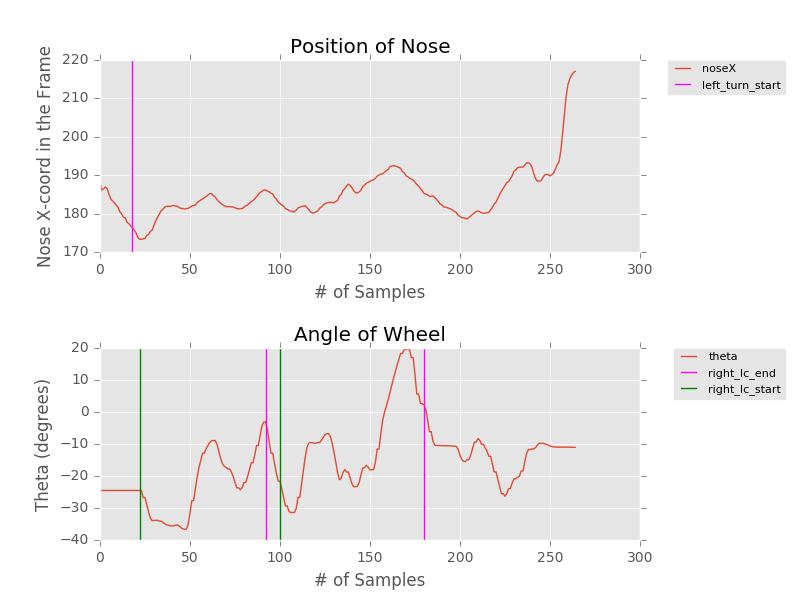 Position of Nose
Nose X-coord in the Frame
220
210
200
190
180
170
0 50 100 150 200 250 300
# of Samples
noseX
left_turn_start
Angle of Wheel
Theta (degrees)
20
10
0
−10
−20
−30
−40
0 50 100 150 200 250 300
# of Samples
theta
right_lc_end
right_lc_start